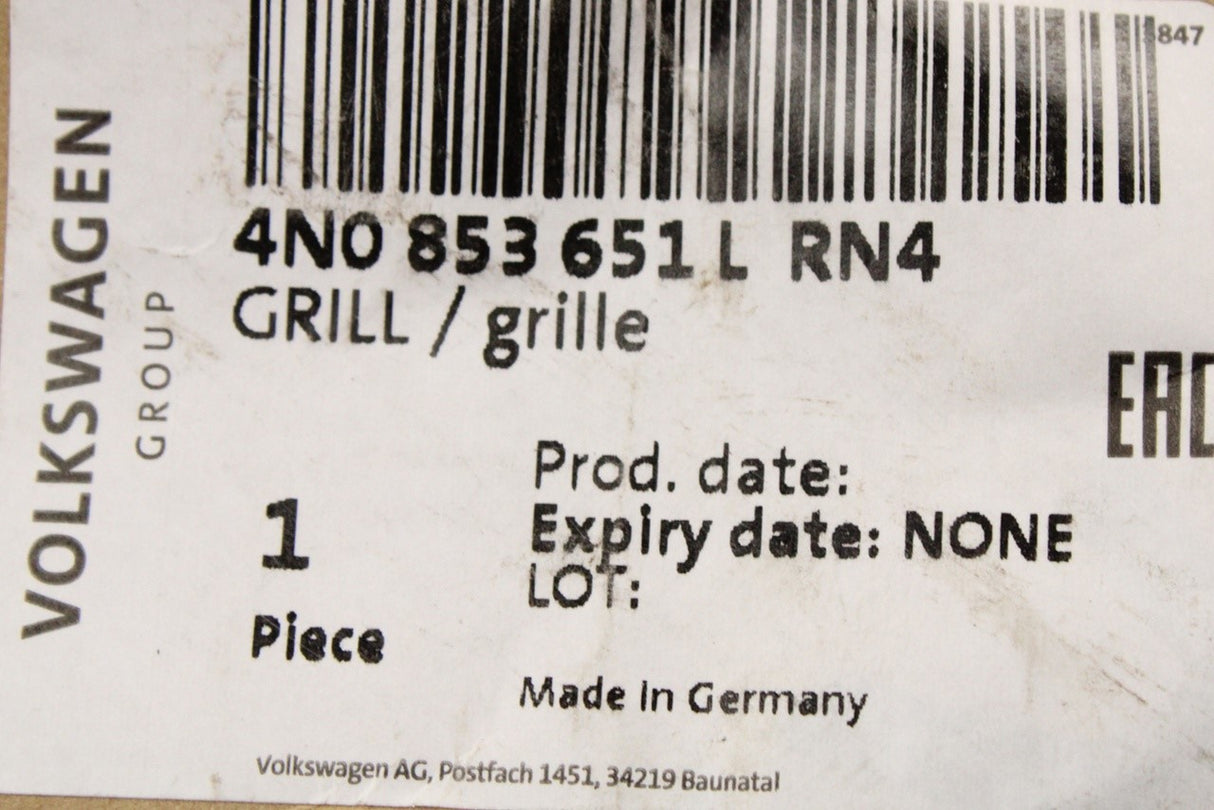 847
4N0 853 651 L RN4
GRILL / grille
EAC
VOLKSWAGEN
GROUP
1
Piece
Prod. date:
Expiry date: NONE
LOT:
Made In Germany
Volkswagen AG, Postfach 1451, 34219 Baunatal